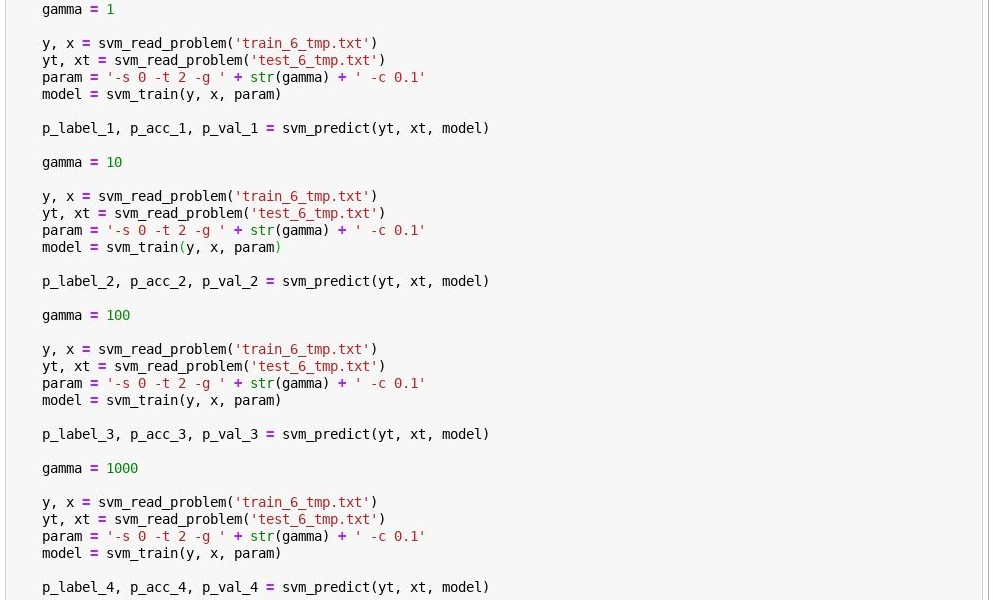 gamma = 1
y, x = svm_read_problem('train_6_tmp.txt')
yt, xt = svm_read_problem('test_6_tmp.txt')
param = '-s 0 -t 2 -g ' + str(gamma) + ' -c 0.1'
model = svm_train(y, x, param)
p_label_1, p_acc_1, p_val_1 = svm_predict(yt, xt, model)
gamma = 10
y, x = svm_read_problem('train_6_tmp.txt')
yt, xt = svm_read_problem('test_6_tmp.txt')
param = '-s 0 -t 2 -g ' + str(gamma) + ' -c 0.1'
model = svm_train(y, x, param)
p_label_2, p_acc_2, p_val_2 = svm_predict(yt, xt, model)
gamma = 100
y, x = svm_read_problem('train_6_tmp.txt')
yt, xt = svm_read_problem('test_6_tmp.txt')
param = '-s 0 -t 2 -g ' + str(gamma) + ' -c 0.1'
model = svm_train(y, x, param)
p_label_3, p_acc_3, p_val_3 = svm_predict(yt, xt, model)
gamma = 1000
y, x = svm_read_problem('train_6_tmp.txt')
yt, xt = svm_read_problem('test_6_tmp.txt')
param = '-s 0 -t 2 -g ' + str(gamma) + ' -c 0.1'
model = svm_train(y, x, param)
p_label_4, p_acc_4, p_val_4 = svm_predict(yt, xt, model)